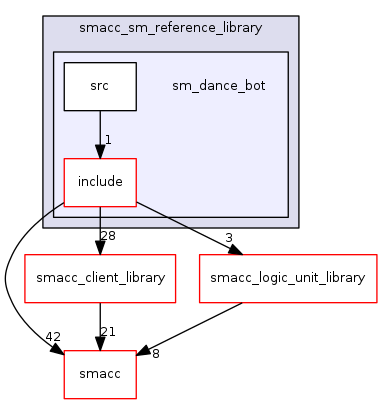 smacc_sm_reference_library
src
sm_dance_bot
1
include
28
3
smacc_client_library
smacc_logic_unit_library
42
21
8
smacc